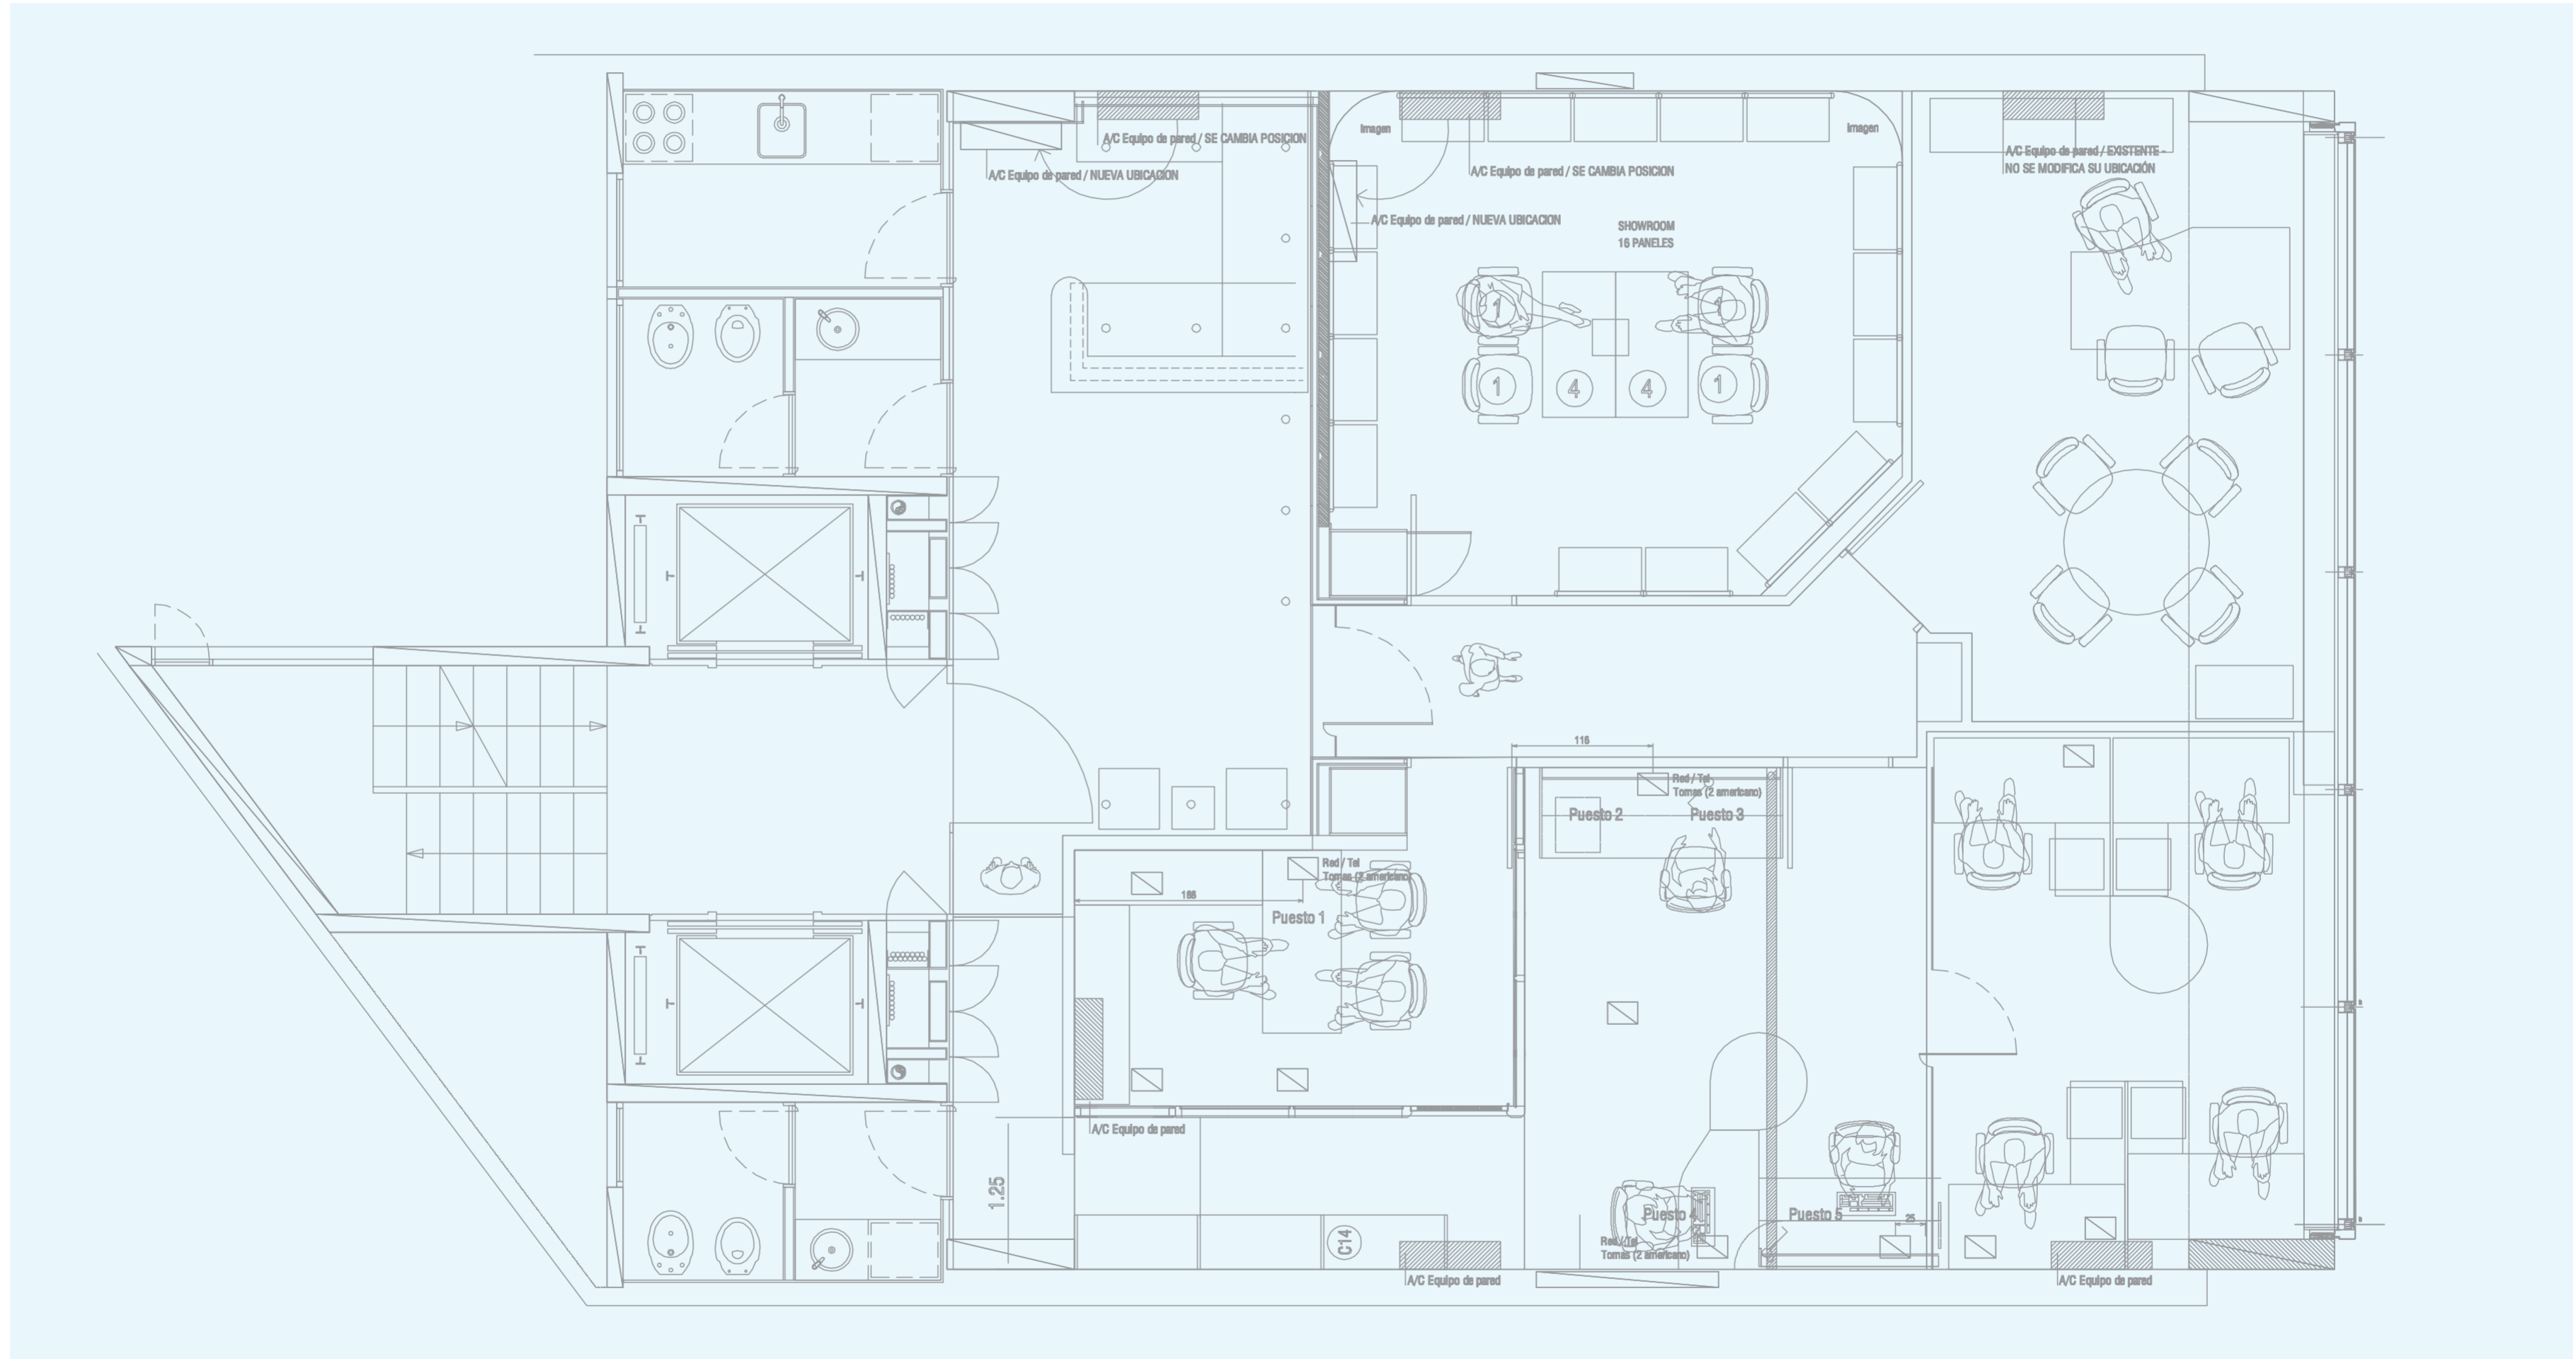 A/C Equipo de pared / SE CAMBIA POSICION
A/C Equipo de pared / NUEVA UBICACION
Imagen
Imagen
A/C Equipo de pared / SE CAMBIA POSICION
A/C Equipo de pared / NUEVA UBICACION
SHOWROOM
16 PANELES
A/C Equipo de pared / EXISTENTE -
NO SE MODIFICA SU UBICACIÓN
1
1
1
4
4
1
116
Red / Tel
Tomas (2 americano)
Puesto 2
Puesto 3
Red / Tel
Tomas (2 americano)
166
Puesto 1
A/C Equipo de pared
1.25
C14
A/C Equipo de pared
Puesto 4
Red / Tel
Tomas (2 americano)
Puesto 5
25
A/C Equipo de pared